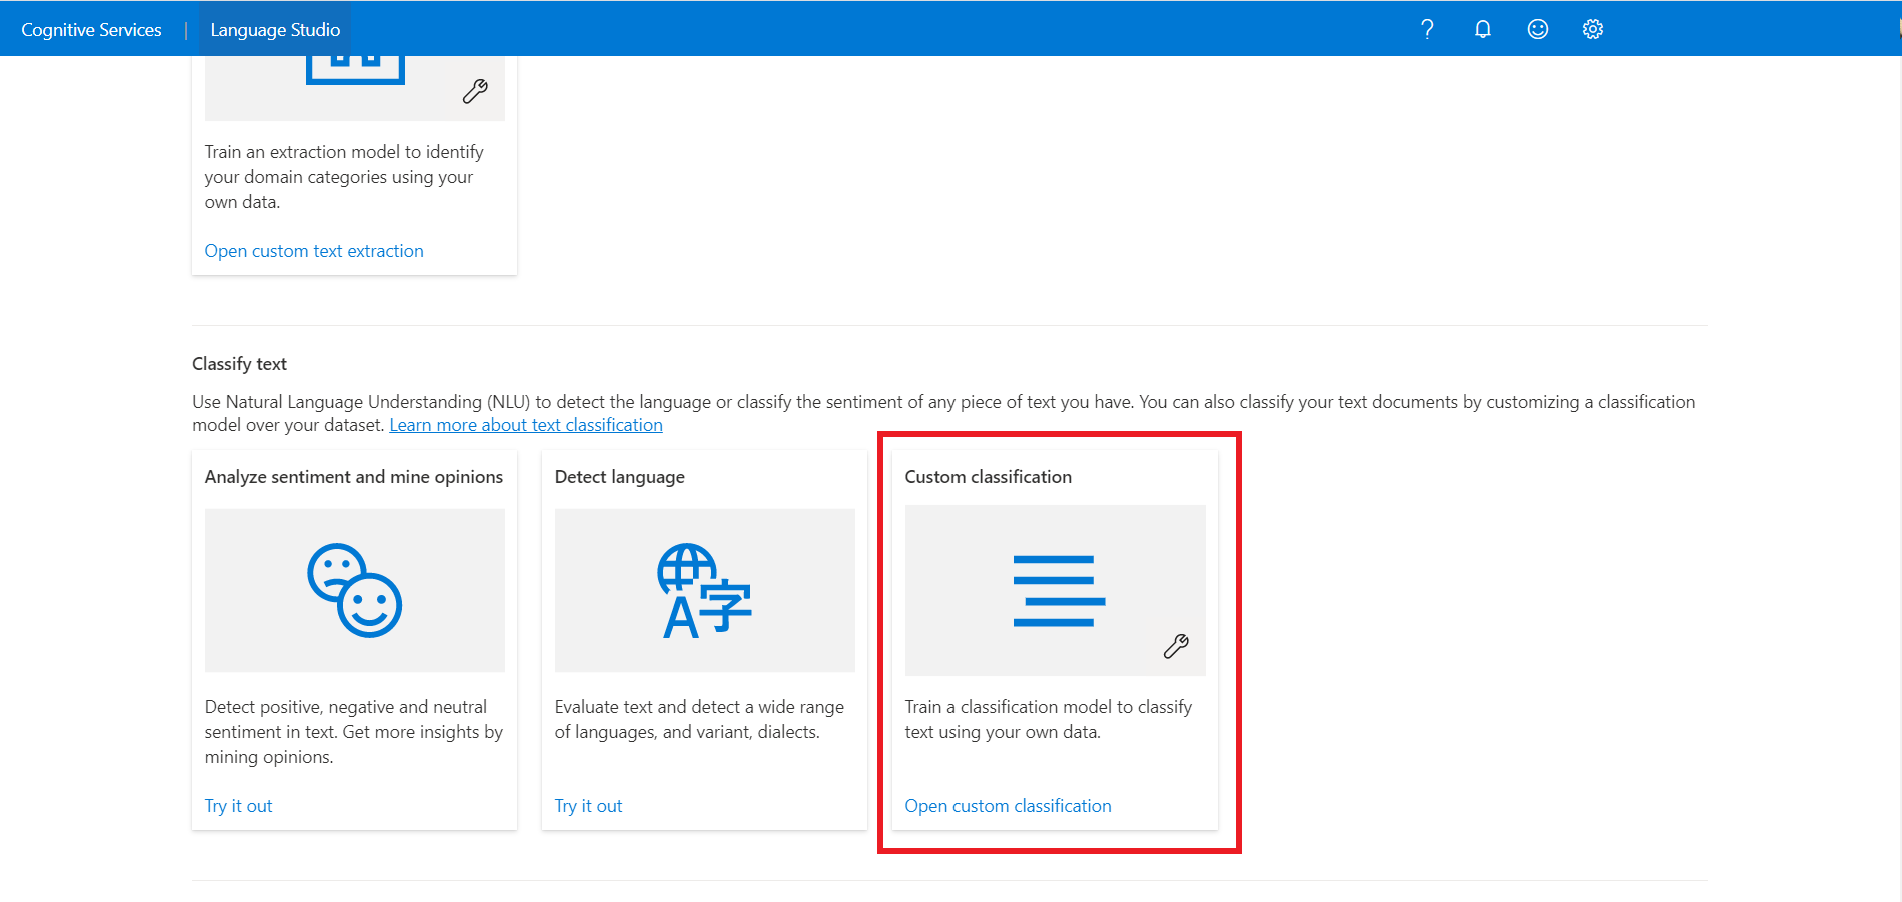 Cognitive Services | Language Studio
Train an extraction model to identify
your domain categories using your
own data.
Open custom text extraction
Classify text
Use Natural Language Understanding (NLU) to detect the language or classify the sentiment of any piece of text you have. You can also classify your text documents by customizing a classification
model over your dataset. Learn more about text classification
Analyze sentiment and mine opinions
Detect positive, negative and neutral
sentiment in text. Get more insights by
mining opinions.
Try it out
Detect language
A字
Evaluate text and detect a wide range
of languages, and variant, dialects.
Try it out
Custom classification
Train a classification model to classify
text using your own data.
Open custom classification